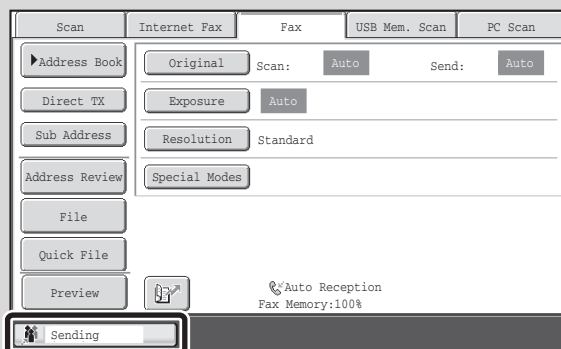 Scan Internet Fax Fax USB Mem. Scan PC Scan
Address Book Original Scan: Auto Send: Auto
Direct TX Exposure Auto
Sub Address Resolution Standard
Address Review Special Modes
File
Quick File
Preview Auto Reception
Fax Memory:100%
Sending